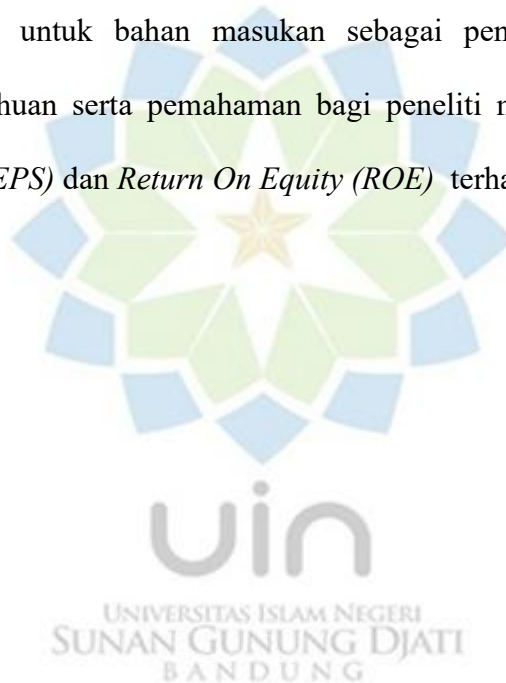 untuk bahan masukan sebagai pen
huan serta pemahaman bagi peneliti
EPS) dan Return On Equity (ROE) terha
uin
UNIVERSITAS ISLAM NEGERI
SUNAN GUNUNG DJATI
BANDUNG